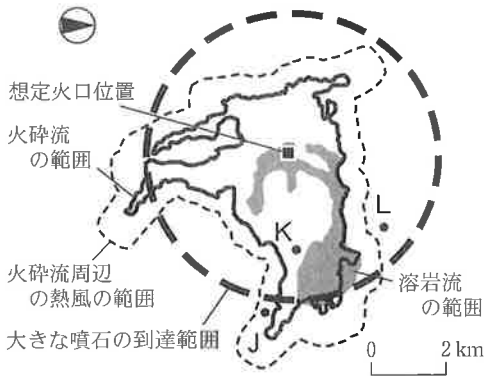 想定火口位置
火砕流
の範囲
火砕流周辺
の熱風の範囲
大きな噴石の到達範囲
K
L
J
溶岩流
の範囲
0 2 km